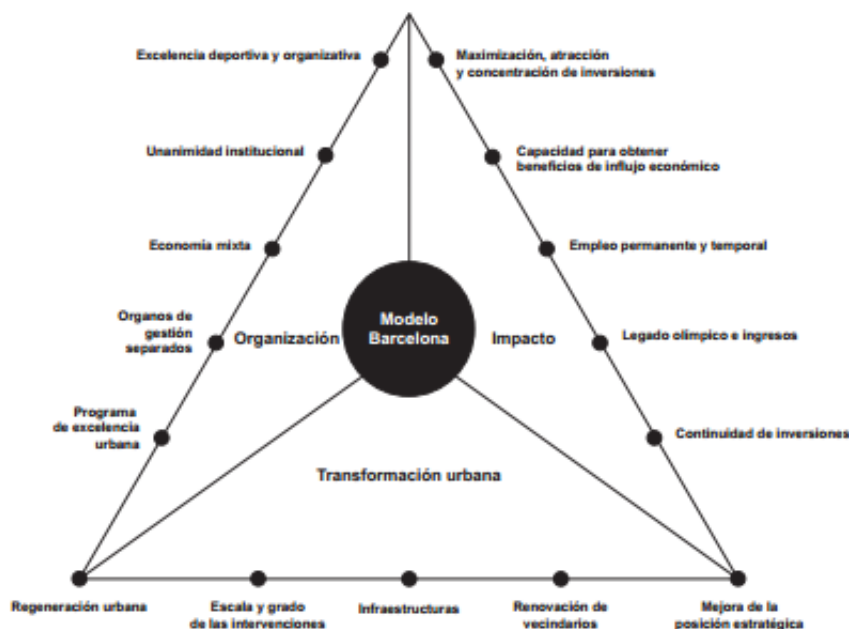 Excelencia deportiva y organizativa
Maximización, atracción
y concentración de inversiones
Unanimidad institucional
Capacidad para obtener
beneficios de influjo económico
Economía mixta
Empleo permanente y temporal
Organos de
gestión
separados
Organización
Modelo
Barcelona
Impacto
Legado olímpico e ingresos
Programa
de excelencia
urbana
Continuidad de inversiones
Transformación urbana
Regeneración urbana
Escala y grado
de las intervenciones
Infraestructuras
Renovación de
vecindarios
Mejora de la
posición estratégica